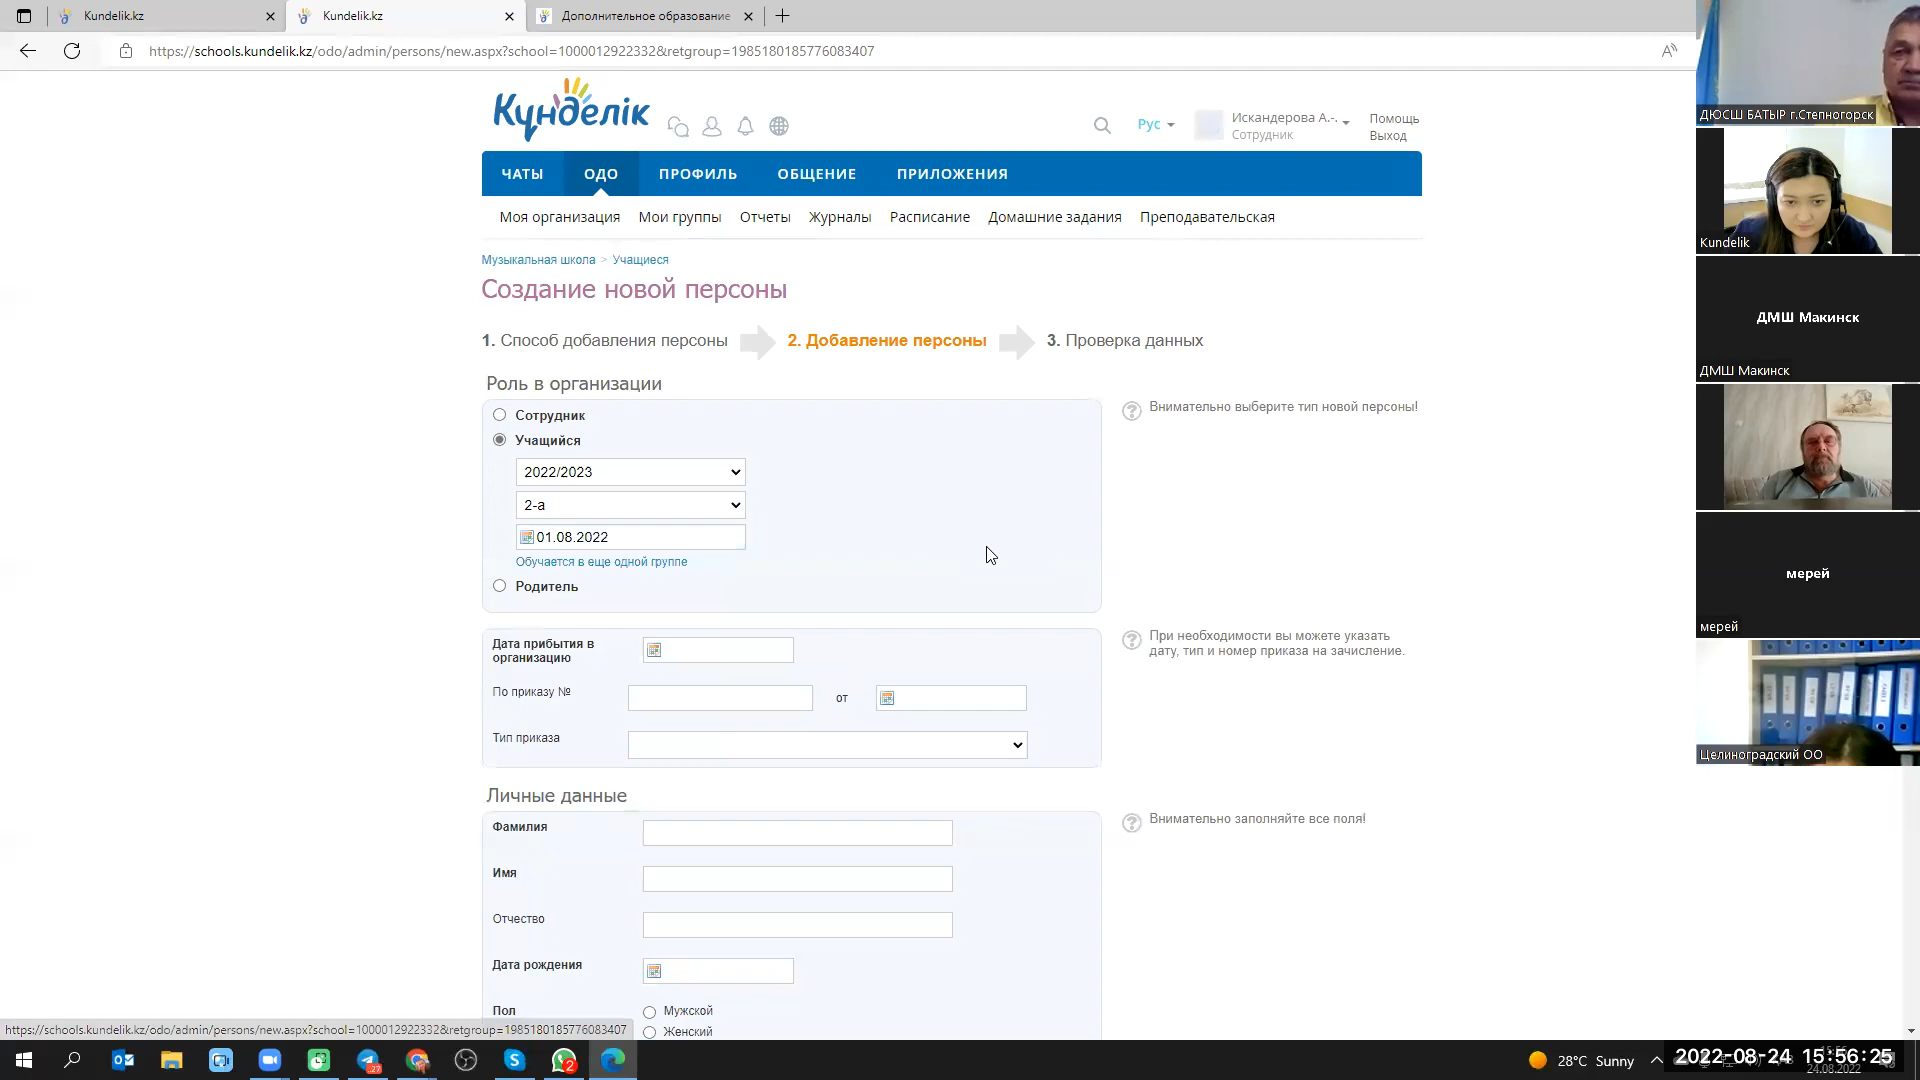 Kundelik.kz
Kundelik.kz
Дополнительное образование
https://schools.kundelik.kz/odo/admin/persons/new.aspx?school=1000012922332&retgroup=1985180185776083407
Күнделік
Рус
Искандерова А.-.
Сотрудник
Помощь
Выход
ЧАТЫ
ОДО
ПРОФИЛЬ
ОБЩЕНИЕ
ПРИЛОЖЕНИЯ
Моя организация
Мои группы
Отчеты
Журналы
Расписание
Домашние задания
Преподавательская
Музыкальная школа > Учащиеся
Создание новой персоны
1. Способ добавления персоны
2. Добавление персоны
3. Проверка данных
Роль в организации
Сотрудник
Внимательно выберите тип новой персоны!
Учащийся
2022/2023
2-а
01.08.2022
Обучается в еще одной группе
Родитель
Дата прибытия в
организацию
При необходимости вы можете указать
дату, тип и номер приказа на зачисление.
По приказу №
от
Тип приказа
Личные данные
Фамилия
Внимательно заполняйте все поля!
Имя
Отчество
Дата рождения
Пол
Мужской
Женский
https://schools.kundelik.kz/odo/admin/persons/new.aspx?school=1000012922332&retgroup=1985180185776083407
ДЮСШ БАТЫР г.Степногорск
Kundelik
ДМШ Макинск
ДМШ Макинск
мерей
мерей
Целиноградский ОО
27
2
28°C Sunny
2022-08-24 15:56:25
24.08.2022